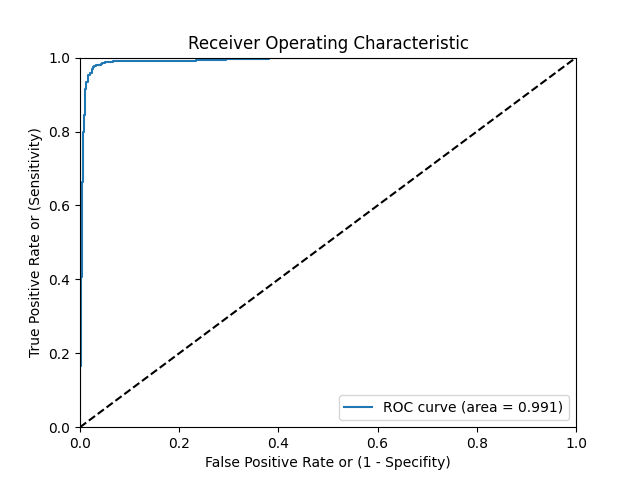 Receiver Operating Characteristic
True Positive Rate or (Sensitivity)
1.0
0.8
0.6
0.4
0.2
0.0
0.0 0.2 0.4 0.6 0.8 1.0
ROC curve (area = 0.991)
False Positive Rate or (1 - Specifity)